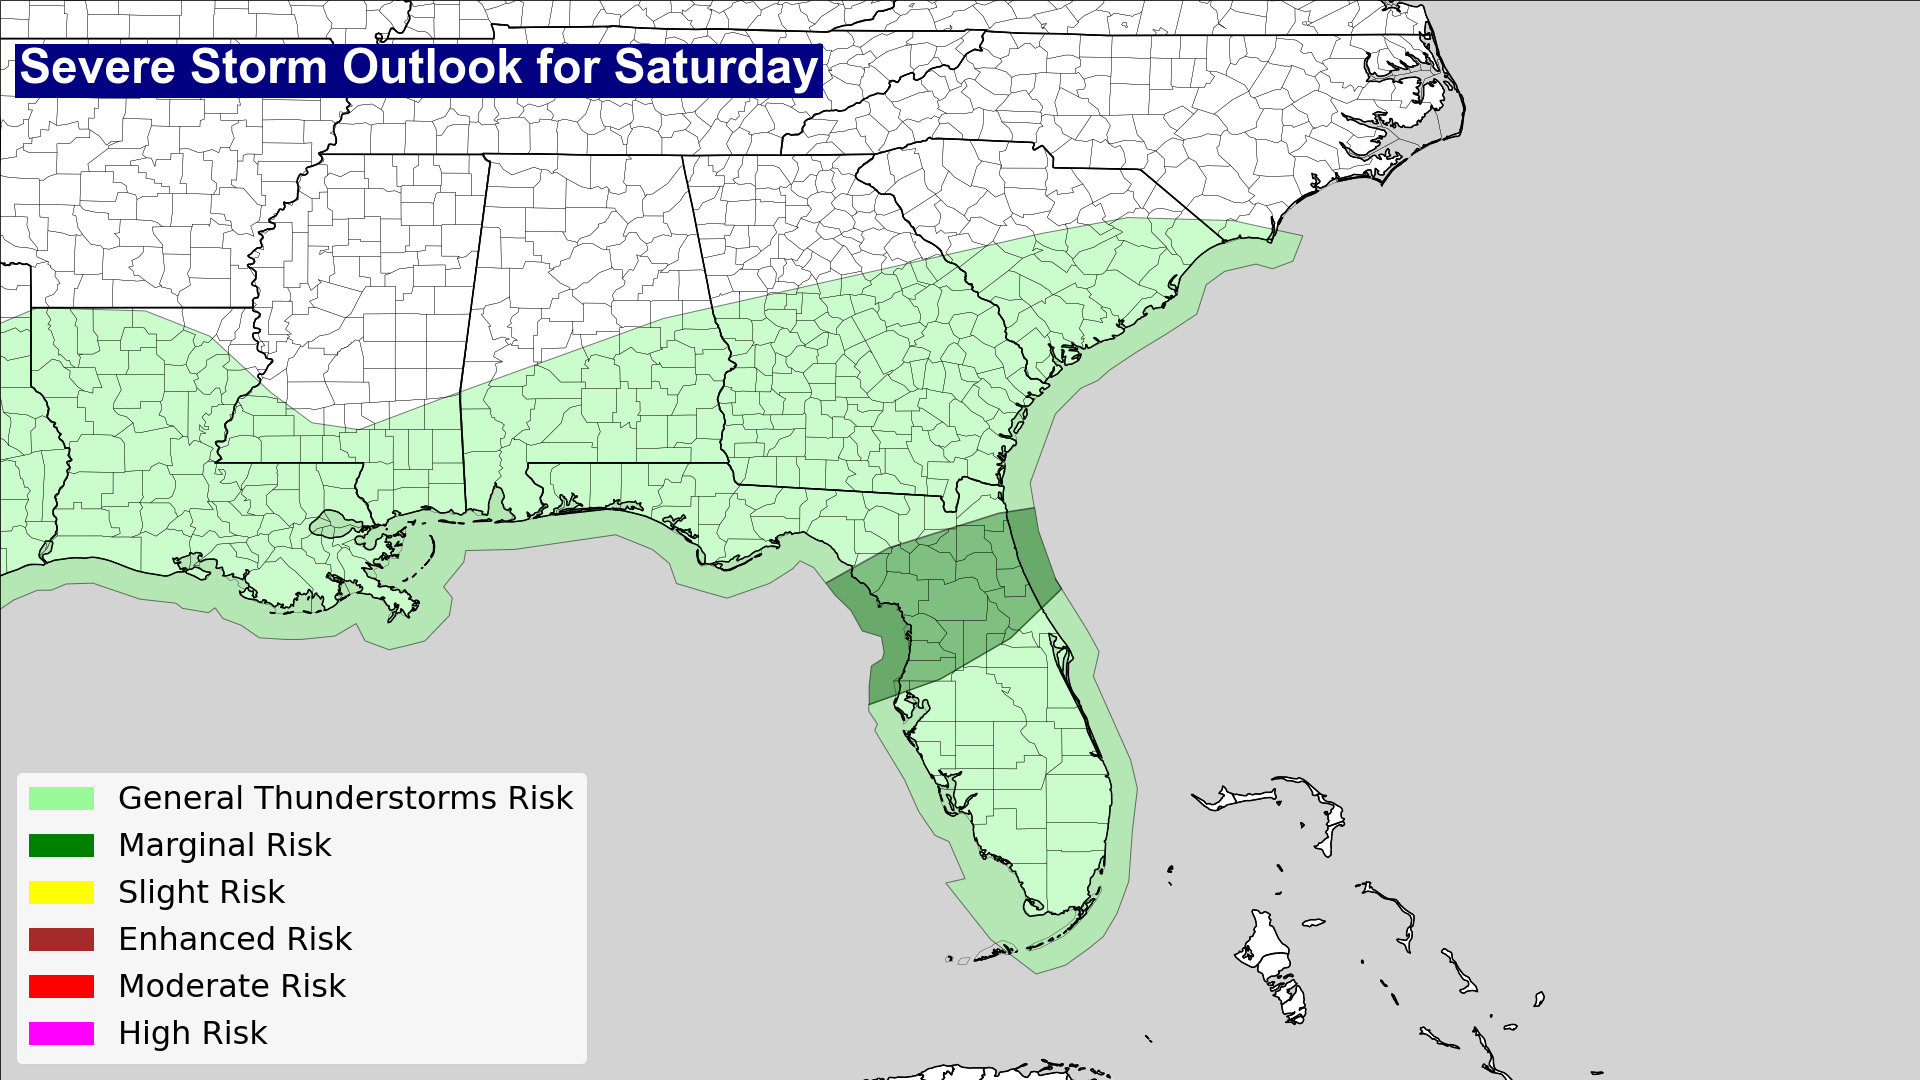 Severe Storm Outlook for Saturday
General Thunderstorms Risk
Marginal Risk
Slight Risk
Enhanced Risk
Moderate Risk
High Risk